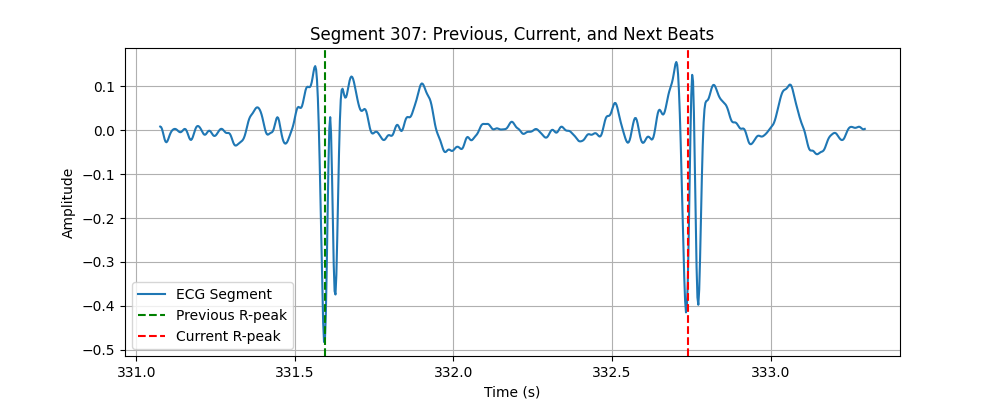 Segment 307: Previous, Current, and Next Beats
Amplitude
0.1
0.0
−0.1
−0.2
−0.3
−0.4
−0.5
ECG Segment
Previous R-peak
Current R-peak
331.0 331.5 332.0 332.5 333.0
Time (s)